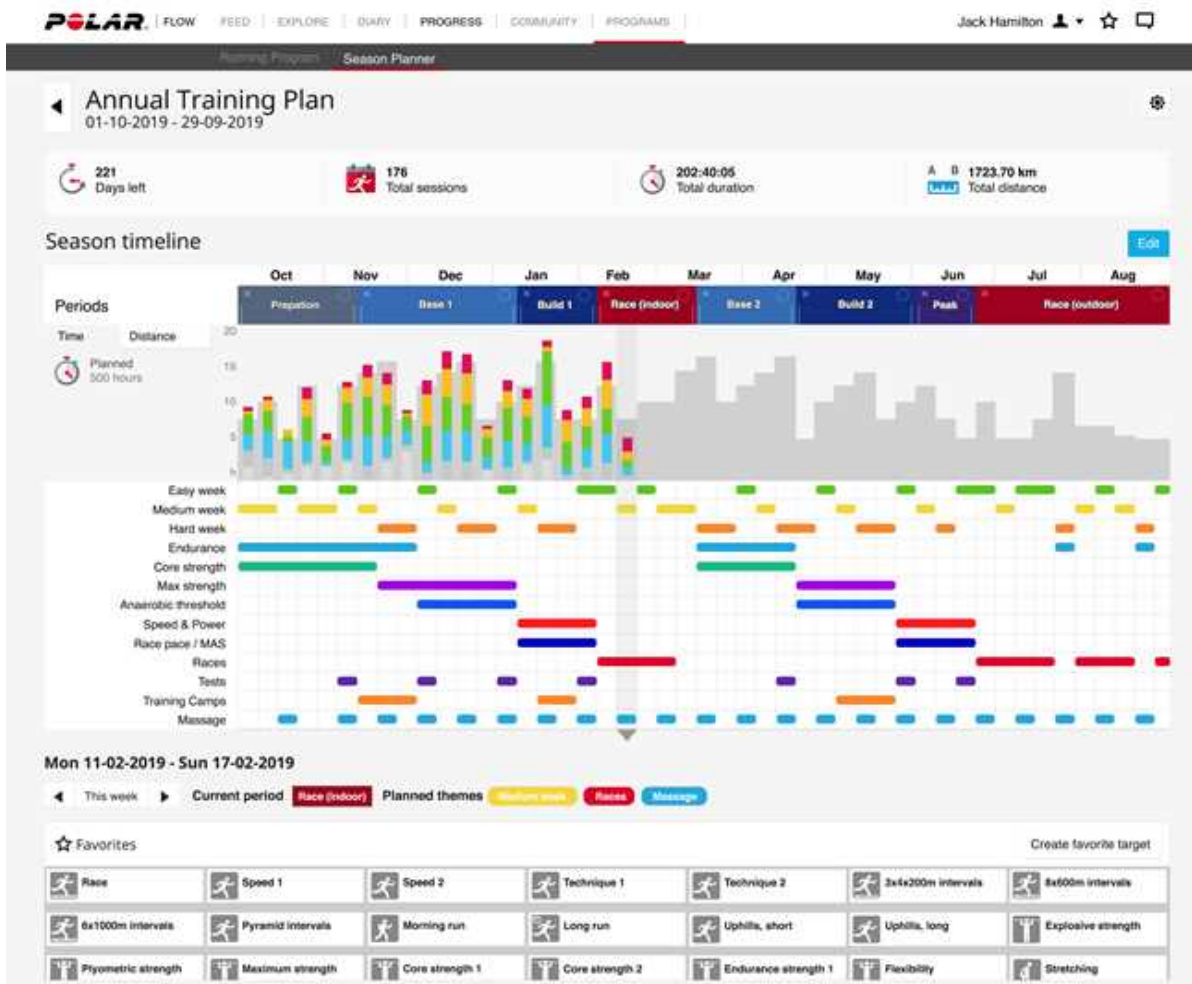 POLAR. FLOW FEED EXPLORE DIARY PROGRESS COMMUNITY PROGRAMS Jack Hamilton
Running Program Season Planner
Annual Training Plan
01-10-2019 - 29-09-2019
221
Days left
176
Total sessions
202:40:05
Total duration
A B
1723.70 km
Total distance
Season timeline
Edit
Oct Nov Dec Jan Feb Mar Apr May Jun Jul Aug
Periods
Prepation Base 1 Build 1 Race (indoor) Base 2 Build 2 Peak Race (outdoor)
Time Distance
Planned
500 hours
20
15
10
5
h
Easy week
Medium week
Hard week
Endurance
Core strength
Max strength
Anaerobic threshold
Speed & Power
Race pace / MAS
Races
Tests
Training Camps
Massage
Mon 11-02-2019 - Sun 17-02-2019
This week Current period Race (indoor) Planned themes Medium week Races Massage
Favorites Create favorite target
Race Speed 1 Speed 2 Technique 1 Technique 2 3x4x200m intervals 8x600m intervals
6x1000m intervals Pyramid intervals Morning run Long run Uphills, short Uphills, long Explosive strength
Plyometric strength Maximum strength Core strength 1 Core strength 2 Endurance strength 1 Flexibility Stretching